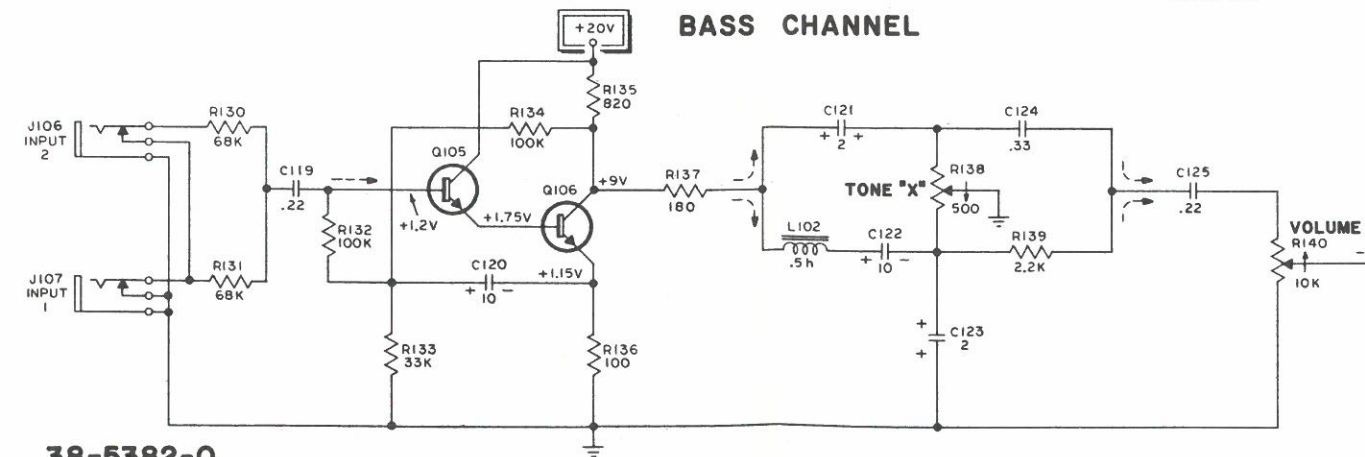 BASS CHANNEL
+20V
R135
820
R134
100K
J106
INPUT
2
R130
68K
C119
.22
Q105
Q106
+9V
R137
180
C121
+ 2 +
C124
.33
R138
500
TONE "X"
C125
.22
L102
.5h
C122
+ 10 -
R139
2.2K
VOLUME
R140
10K
R132
100K
+1.2V
+1.75V
+1.15V
C120
+ 10 -
J107
INPUT
1
R131
68K
R133
33K
R136
100
+
+
C123
2
38-5382-0